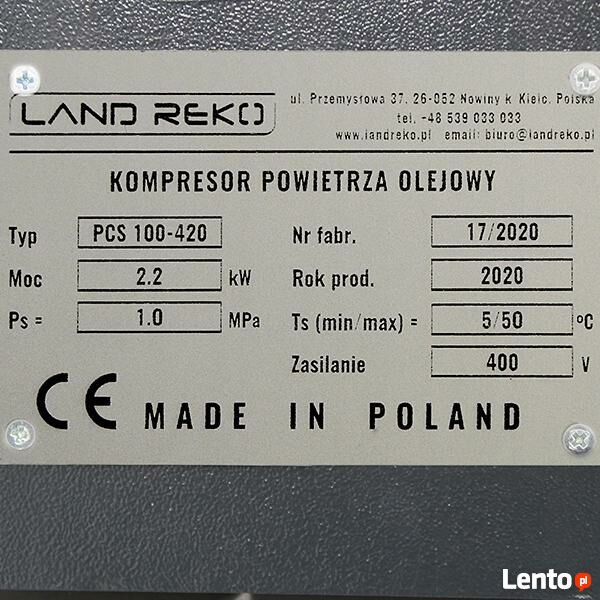 LAND REKO
ul. Przemysłowa 37, 26-052 Nowiny k. Kielc, Polska
tel. +48 539 033 033
www.landreko.pl email: biuro@landreko.pl
KOMPRESOR POWIETRZA OLEJOWY
Typ PCS 100-420 Nr fabr. 17/2020
Moc 2.2 kW Rok prod. 2020
Ps = 1.0 MPa Ts (min/max) = 5/50 °C
Zasilanie 400 V
CE MADE IN POLAND
Lento.pl